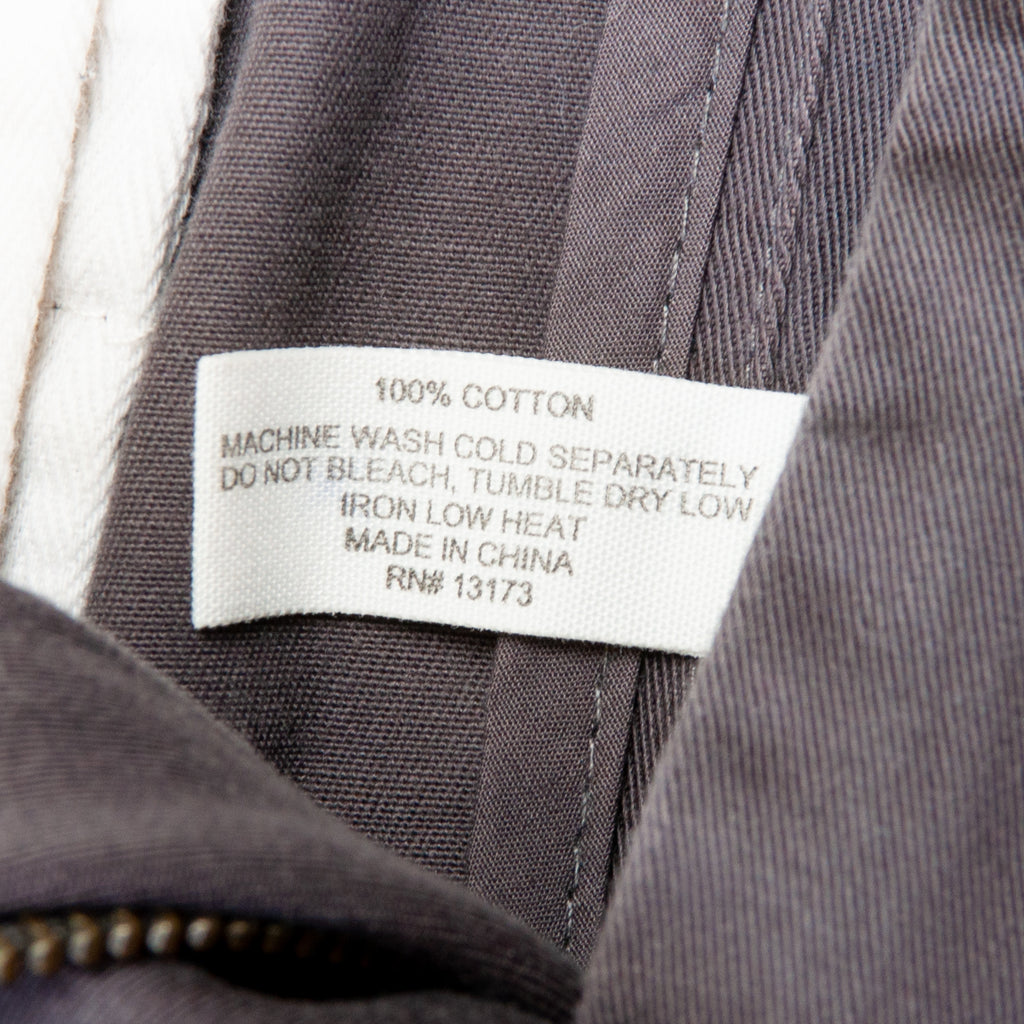 100% COTTON
MACHINE WASH COLD SEPARATELY
DO NOT BLEACH, TUMBLE DRY LOW
IRON LOW HEAT
MADE IN CHINA
RN# 13173